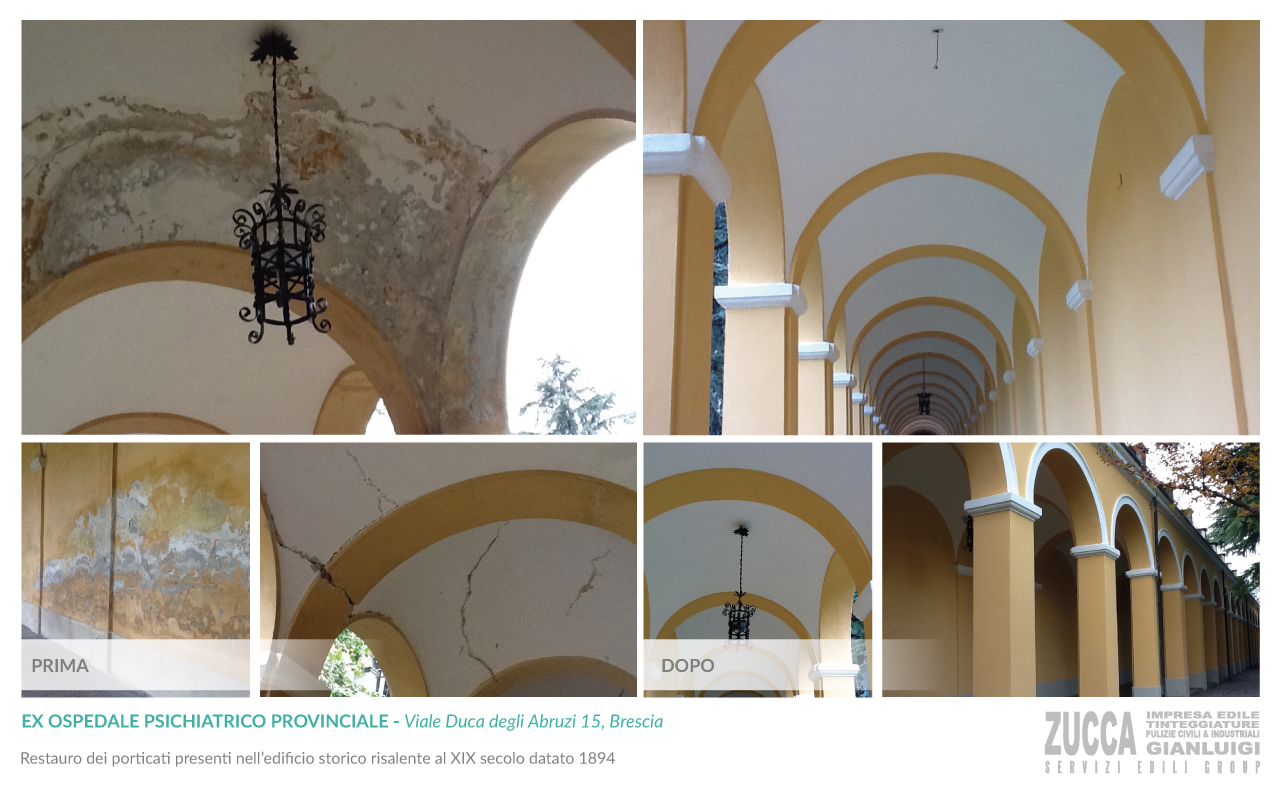 PRIMA
DOPO
EX OSPEDALE PSICHIATRICO PROVINCIALE - Viale Duca degli Abruzi 15, Brescia
Restauro dei porticati presenti nell'edificio storico risalente al XIX secolo datato 1894
ZUCCA
IMPRESA EDILE
TINTEGGIATURE
PULIZIE CIVILI & INDUSTRIALI
GIANLUIGI
SERVIZI EDILI GROUP